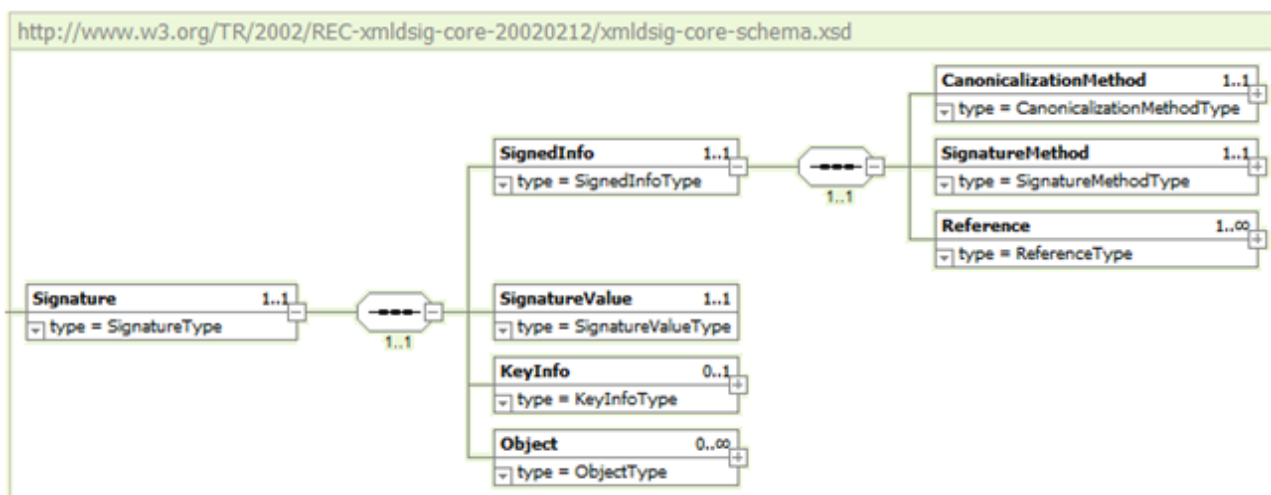 http://www.w3.org/TR/2002/REC-xmldsig-core-20020212/xmldsig-core-schema.xsd
CanonicalizationMethod 1..1
type = CanonicalizationMethodType
SignedInfo 1..1
type = SignedInfoType
1..1
SignatureMethod 1..1
type = SignatureMethodType
Reference 1..∞
type = ReferenceType
Signature 1..1
type = SignatureType
1..1
SignatureValue 1..1
type = SignatureValueType
KeyInfo 0..1
type = KeyInfoType
Object 0..∞
type = ObjectType